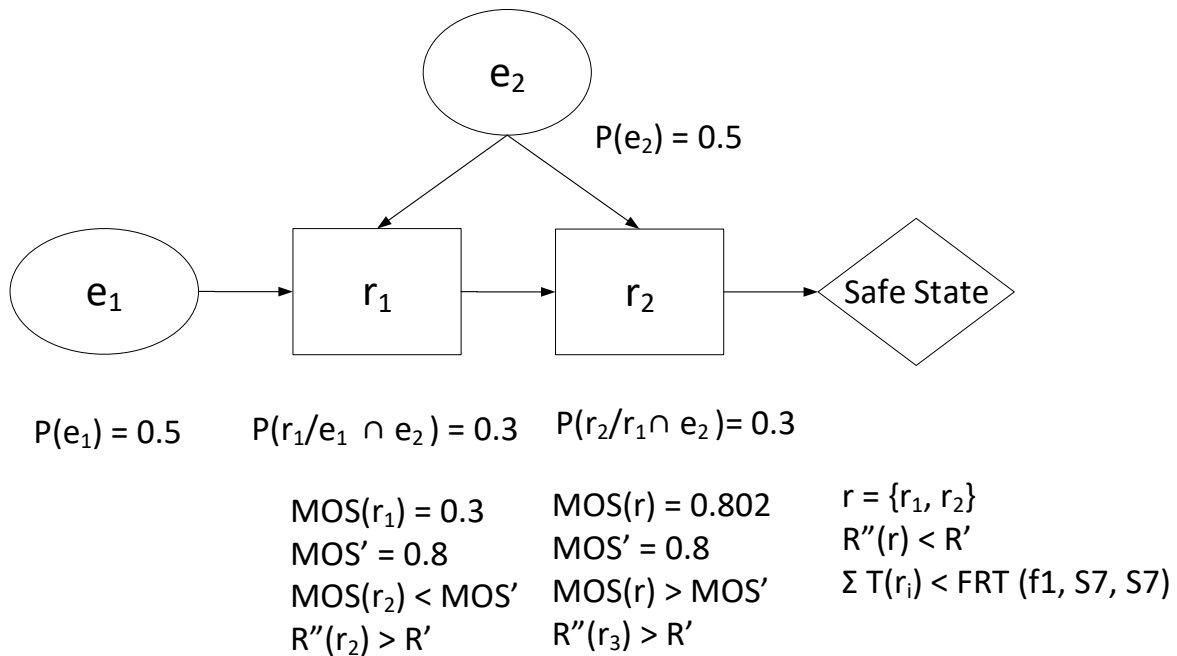 e₂
P(e₂) = 0.5
e₁
r₁
r₂
Safe State
P(e₁) = 0.5
P(r₁/e₁ ∩ e₂ ) = 0.3
P(r₂/r₁∩ e₂ )= 0.3
MOS(r₁) = 0.3
MOS’ = 0.8
MOS(r₂) < MOS’
R’’(r₂) > R’
MOS(r) = 0.802
MOS’ = 0.8
MOS(r) > MOS’
R’’(r₃) > R’
r = {r₁, r₂}
R’’(r) < R’
Σ T(rᵢ) < FRT (f1, S7, S7)